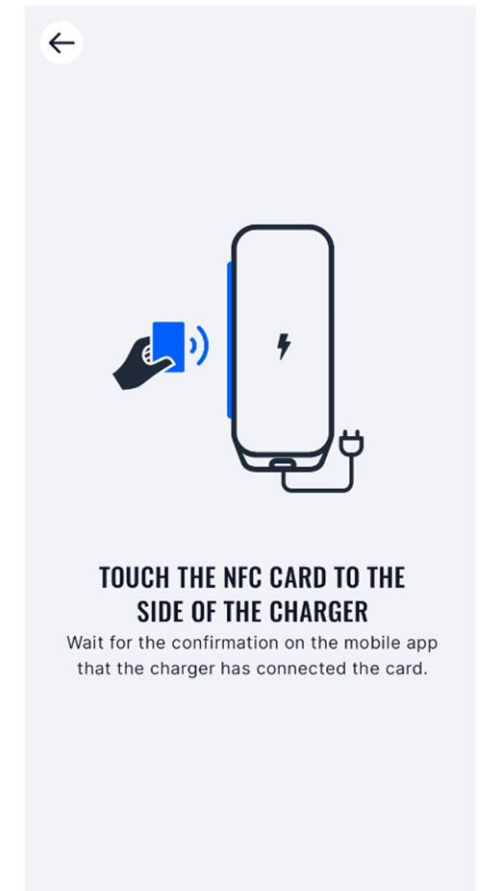 TOUCH THE NFC CARD TO THE
SIDE OF THE CHARGER
Wait for the confirmation on the mobile app
that the charger has connected the card.